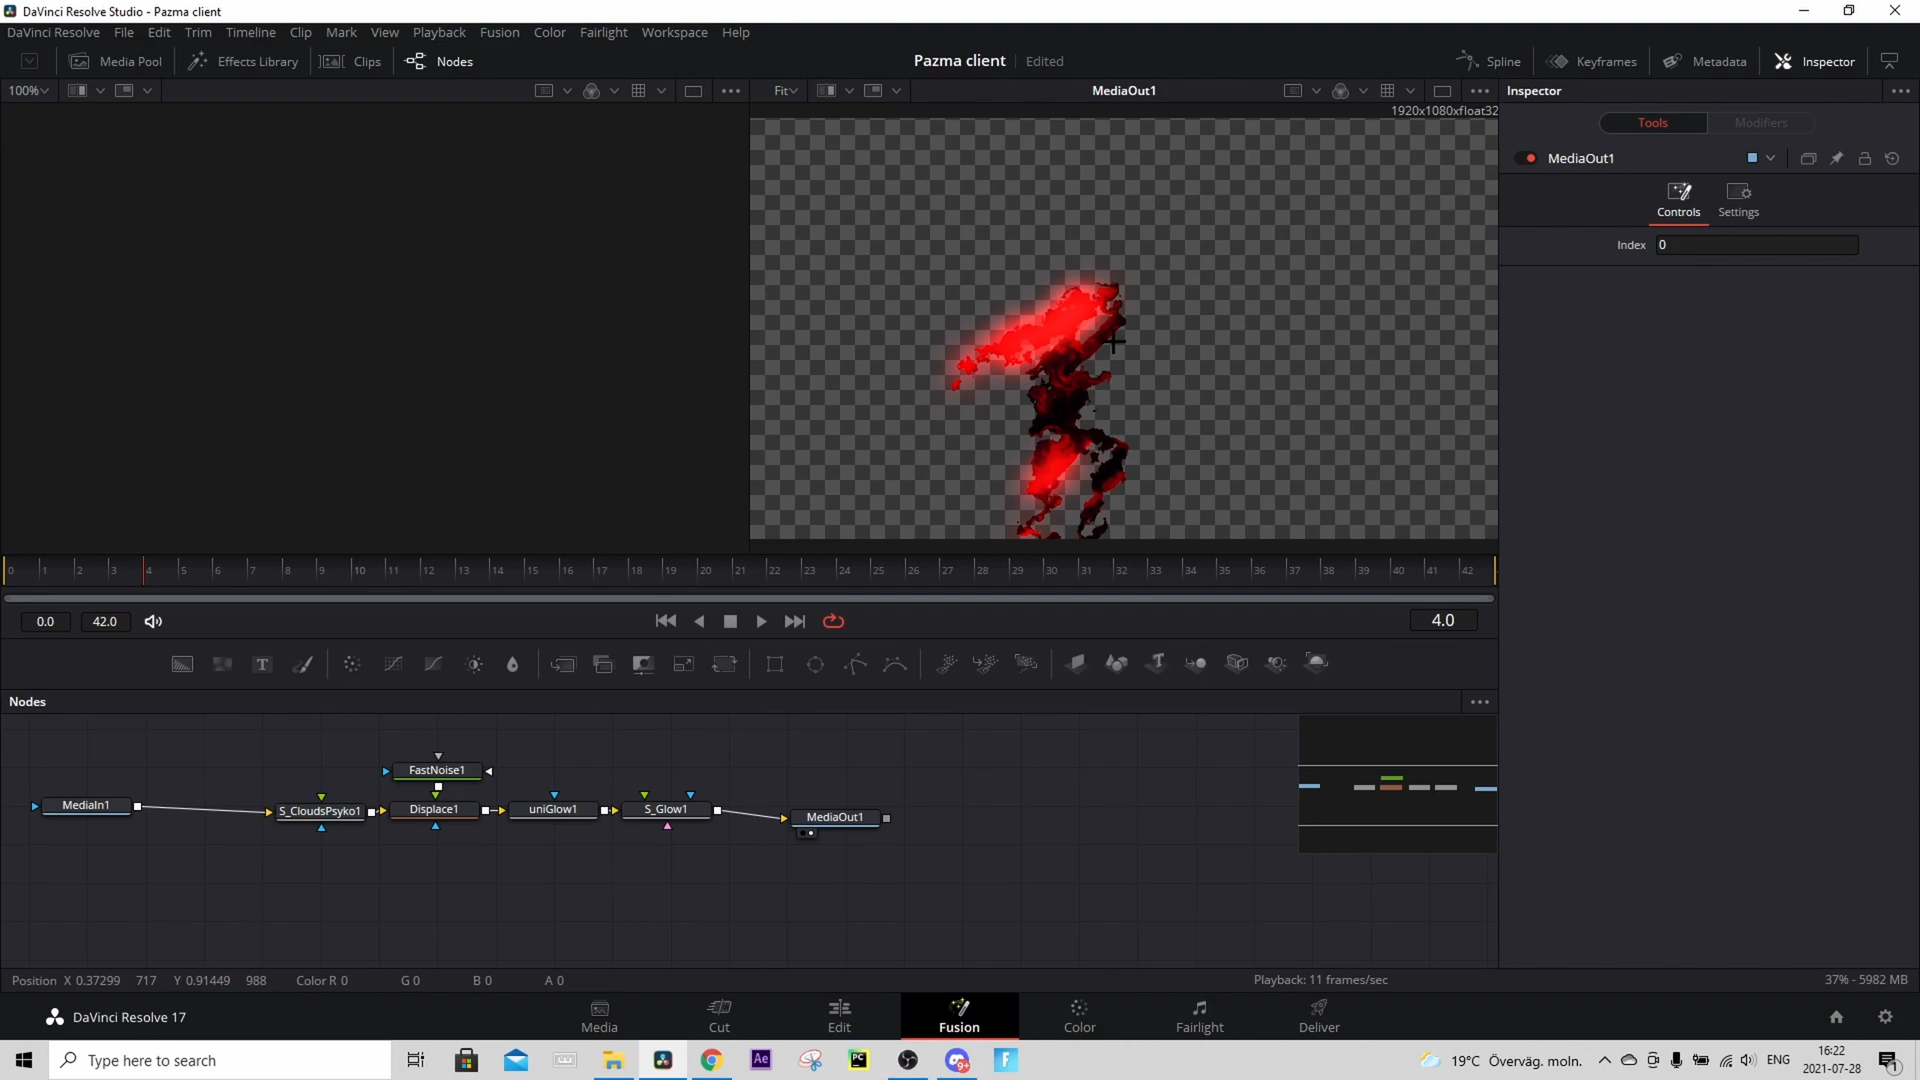 DaVinci Resolve Studio - Pazma client
DaVinci Resolve File Edit Trim Timeline Clip Mark View Playback Fusion Color Fairlight Workspace Help
Media Pool Effects Library Clips Nodes Pazma client Edited Spline Keyframes Metadata Inspector
100% Fit MediaOut1 Inspector
1920x1080xfloat32
Tools Modifiers
MediaOut1
Controls Settings
Index 0
0 1 2 3 4 5 6 7 8 9 10 11 12 13 14 15 16 17 18 19 20 21 22 23 24 25 26 27 28 29 30 31 32 33 34 35 36 37 38 39 40 41 42
0.0 42.0 4.0
T T
Nodes
FastNoise1
MediaIn1 S_CloudsPsyko1 Displace1 uniGlow1 S_Glow1 MediaOut1
Position X 0.37299 717 Y 0.91449 988 Color R 0 G 0 B 0 A 0 Playback: 11 frames/sec 37% - 5982 MB
DaVinci Resolve 17 Media Cut Edit Fusion Color Fairlight Deliver
Type here to search Ae PC 9+ F 19°C Överväg. moln. ENG 16:22
2021-07-28
1